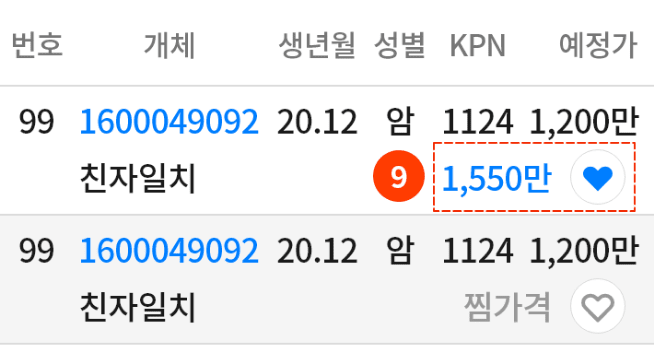 번호 개체 생년월 성별 KPN 예정가
99 1600049092 20.12 암 1124 1,200만
친자일치 9 1,550만
99 1600049092 20.12 암 1124 1,200만
친자일치 찜가격